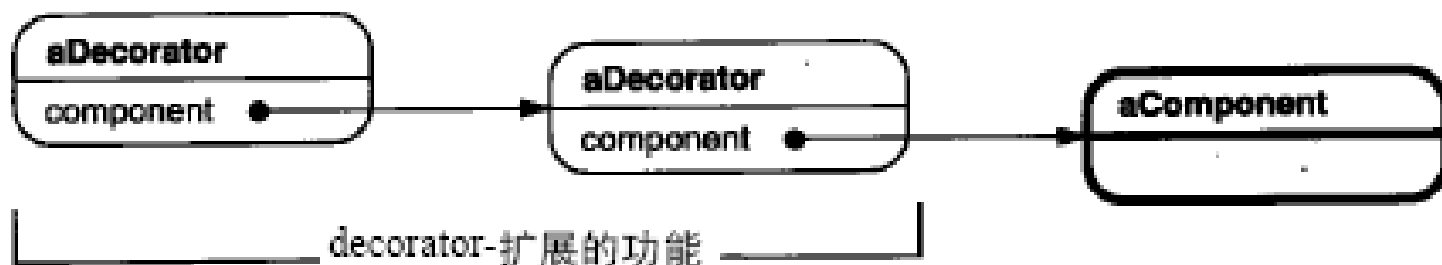 aDecorator
component
aDecorator
component
aComponent
decorator-扩展的功能